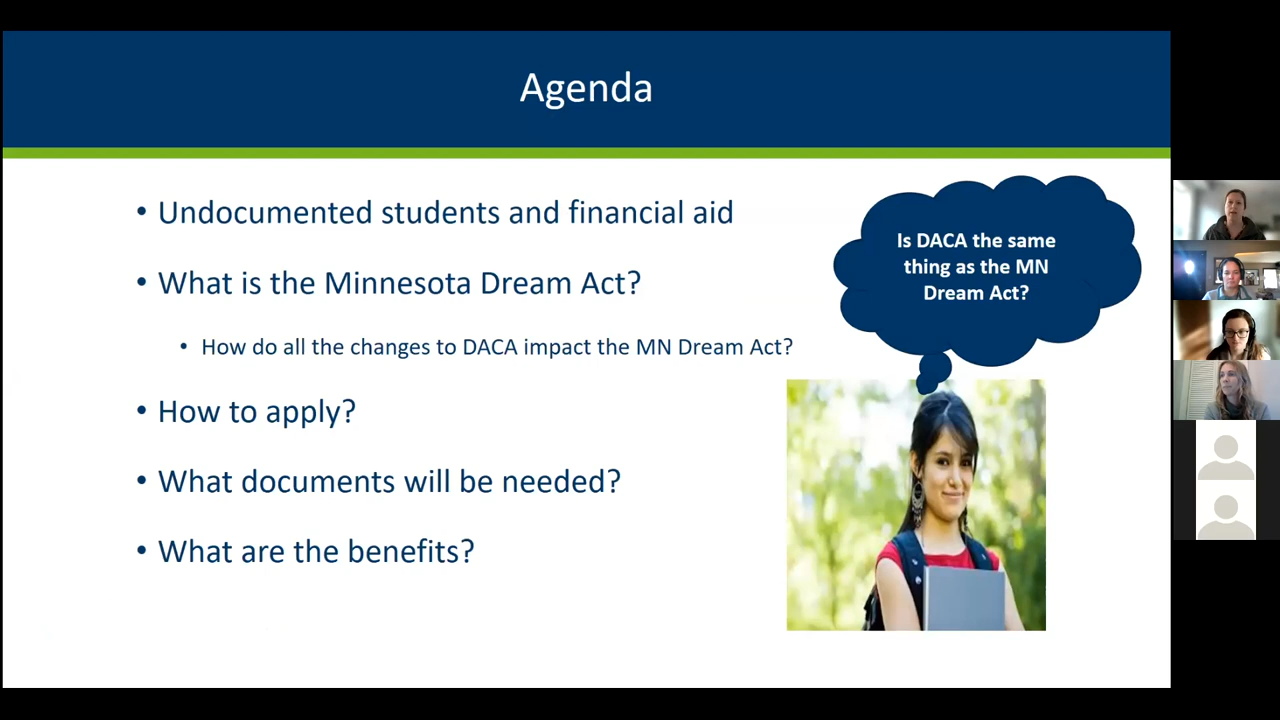 Agenda
• Undocumented students and financial aid
• What is the Minnesota Dream Act?
• How do all the changes to DACA impact the MN Dream Act?
• How to apply?
• What documents will be needed?
• What are the benefits?
Is DACA the same
thing as the MN
Dream Act?